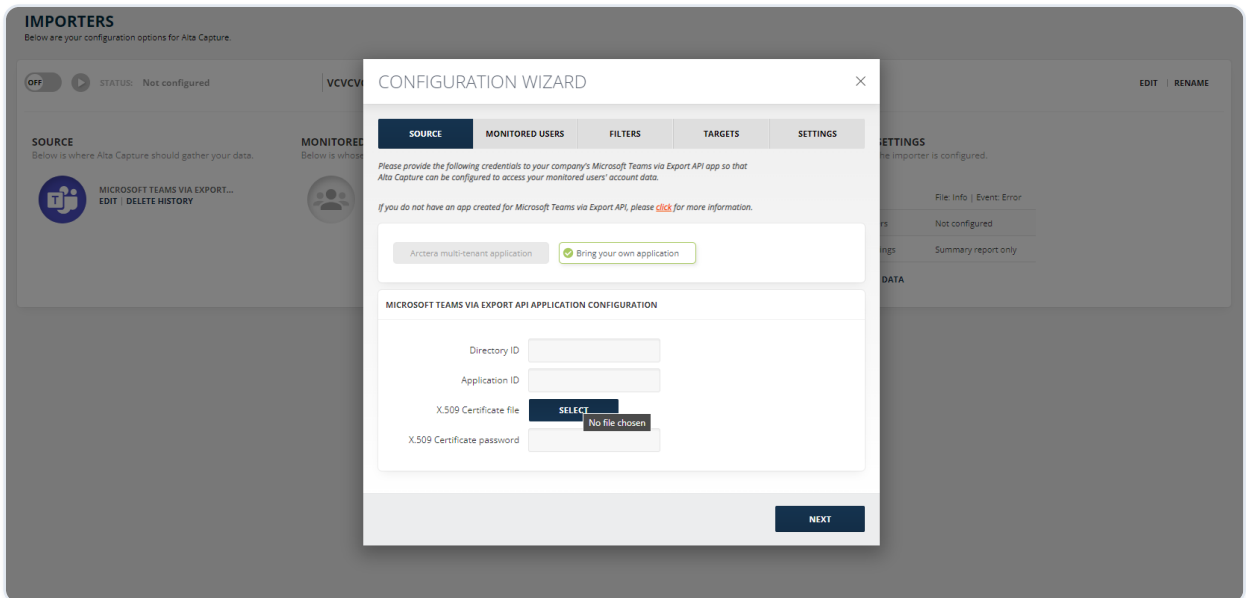 IMPORTERS
Below are your configuration options for Alta Capture.
OFF
STATUS: Not configured
EDIT | RENAME
CONFIGURATION WIZARD
SOURCE
Below is where Alta Capture should gather your data.
MICROSOFT TEAMS VIA EXPORT...
EDIT | DELETE HISTORY
MONITORED
Below is whose
SOURCE
MONITORED USERS
FILTERS
TARGETS
SETTINGS
Please provide the following credentials to your company's Microsoft Teams via Export API app so that
Alta Capture can be configured to access your monitored users' account data.
If you do not have an app created for Microsoft Teams via Export API, please click for more information.
Arctera multi-tenant application
Bring your own application
MICROSOFT TEAMS VIA EXPORT API APPLICATION CONFIGURATION
Directory ID
Application ID
X.509 Certificate file
SELECT
No file chosen
X.509 Certificate password
NEXT
ETTINGS
he importer is configured.
File: Info | Event: Error
rs
Not configured
ngs
Summary report only
DATA